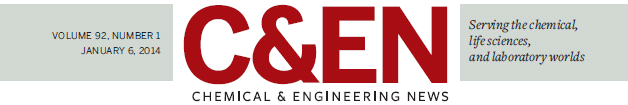 VOLUME 92, NUMBER 1
JANUARY 6, 2014
C&EN
CHEMICAL & ENGINEERING NEWS
Serving the chemical,
life sciences,
and laboratory worlds